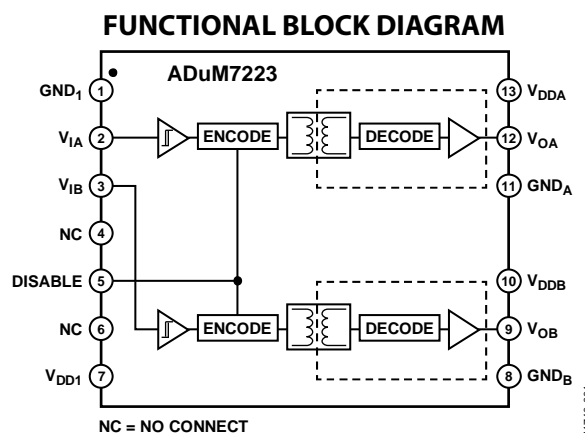 FUNCTIONAL BLOCK DIAGRAM
ADuM7223
GND1 1
VIA 2
VIB 3
NC 4
DISABLE 5
NC 6
VDD1 7
ENCODE
DECODE
ENCODE
DECODE
13 VDDA
12 VOA
11 GNDA
10 VDDB
9 VOB
8 GNDB
NC = NO CONNECT